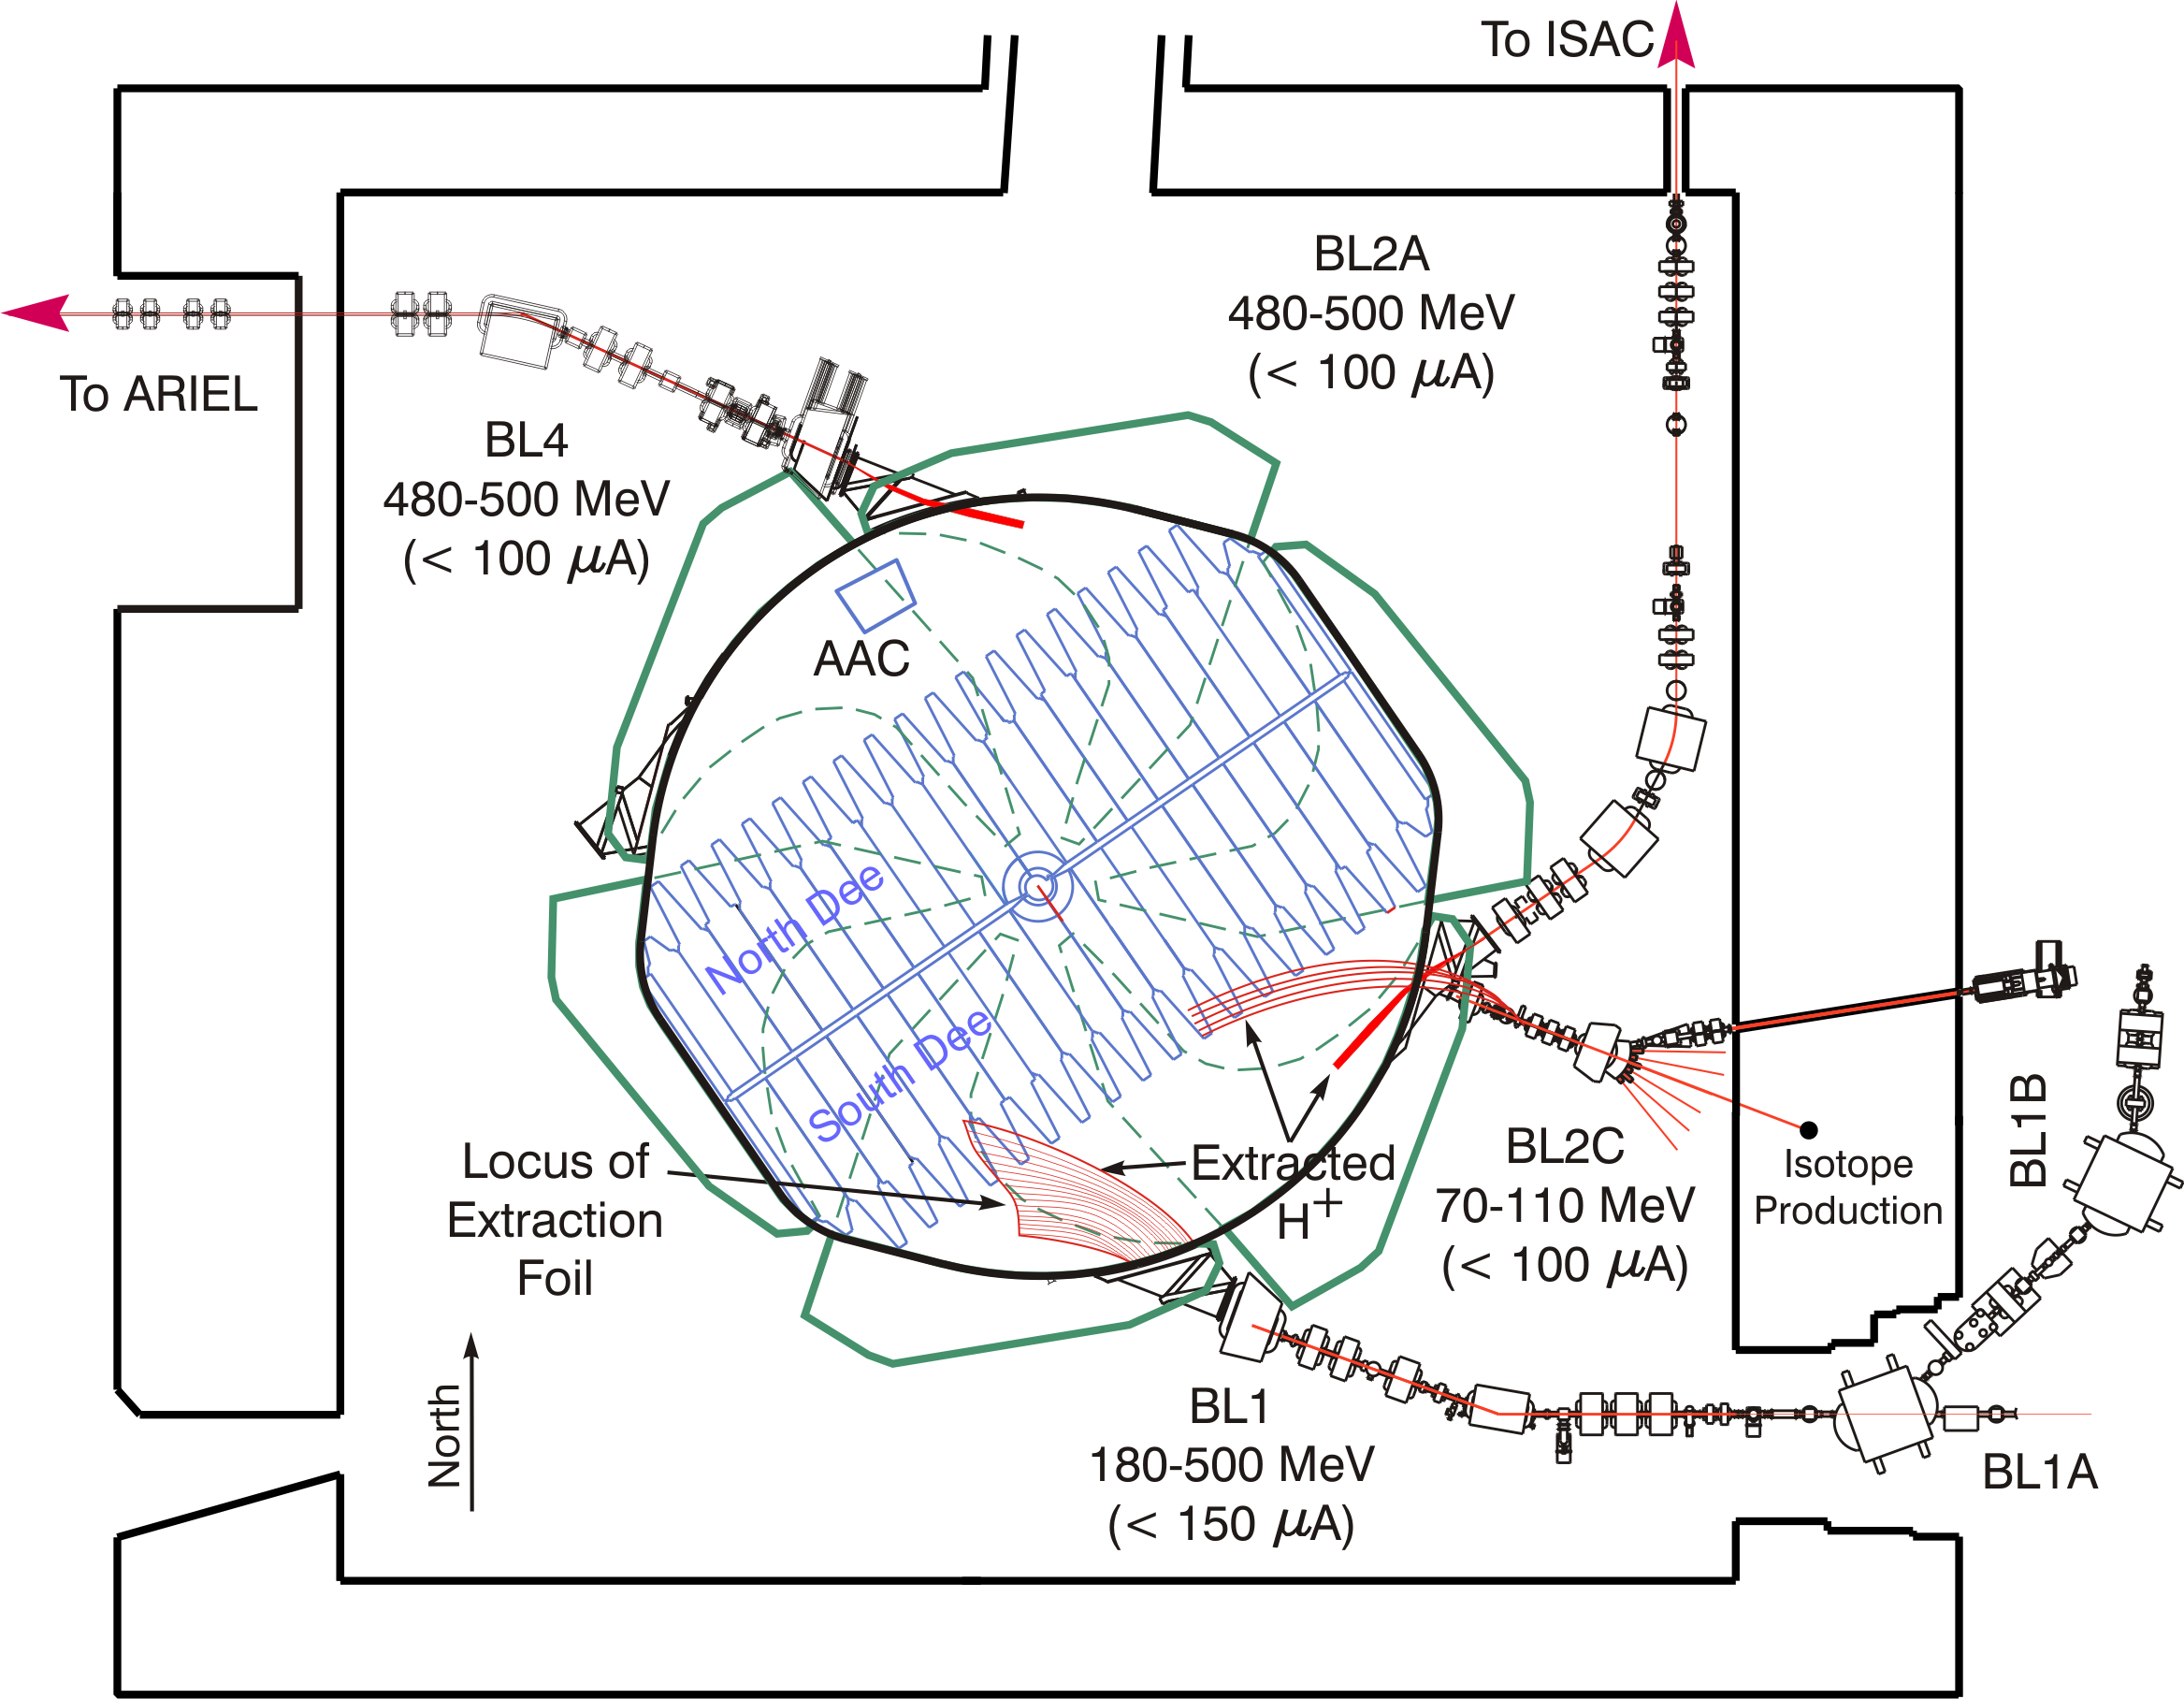 To ISAC
BL2A
480-500 MeV
(< 100 μA)
To ARIEL
BL4
480-500 MeV
(< 100 μA)
AAC
North Dee
South Dee
Locus of
Extraction
Foil
Extracted
H+
BL2C
70-110 MeV
(< 100 μA)
Isotope
Production
BL1B
North
BL1
180-500 MeV
(< 150 μA)
BL1A